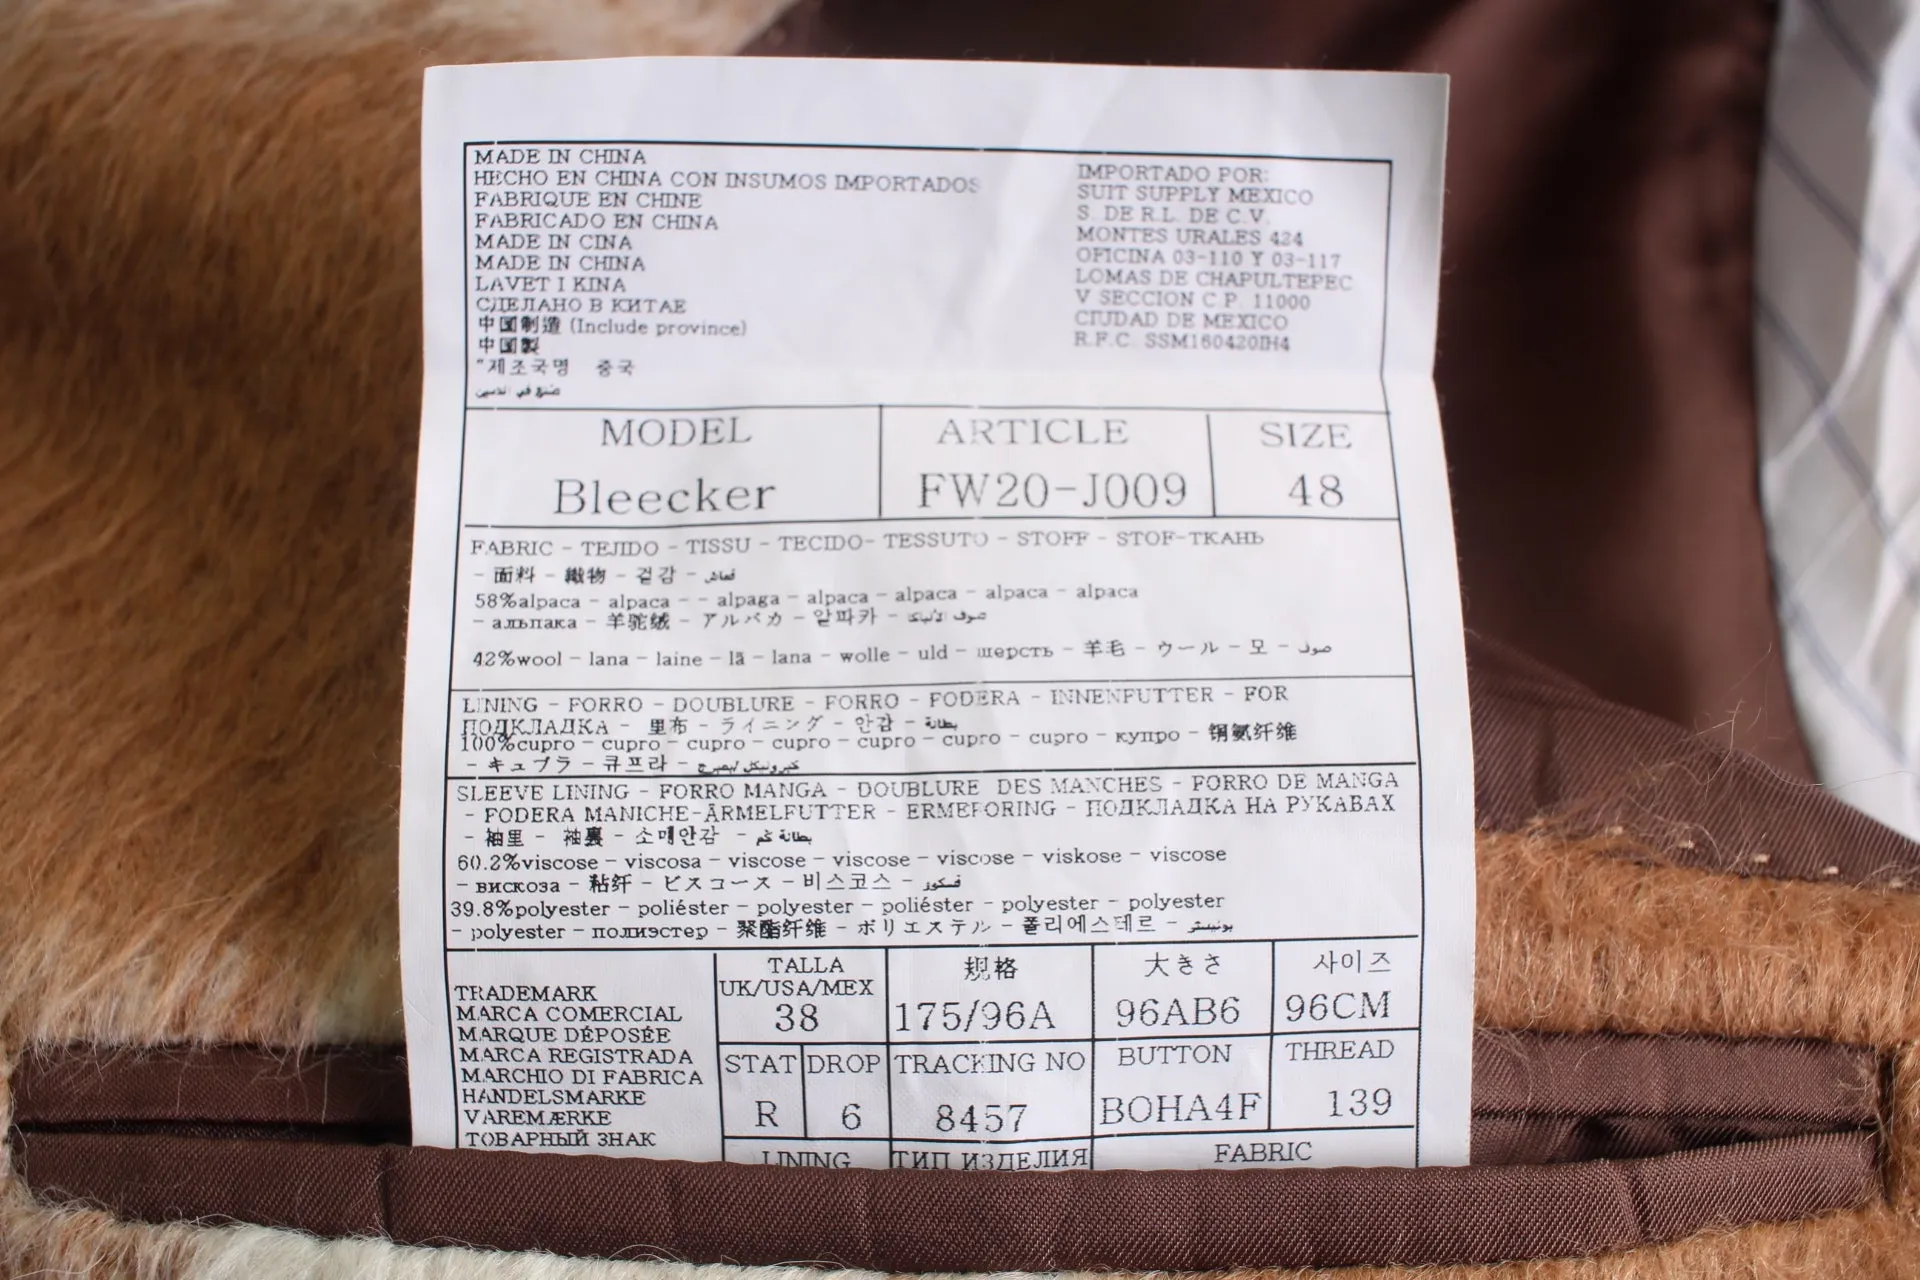 MADE IN CHINA
HECHO EN CHINA CON INSUMOS IMPORTADOS
FABRIQUE EN CHINE
FABRICADO EN CHINA
MADE IN CINA
MADE IN CHINA
LAVET I KINA
СДЕЛАНО В КИТАЕ
中国制造 (Include province)
中国製
"제조국명 중국
صنع في الصين
IMPORTADO POR:
SUIT SUPPLY MEXICO
S. DE R.L. DE C.V.
MONTES URALES 424
OFICINA 03-110 Y 03-117
LOMAS DE CHAPULTEPEC
V SECCION C.P. 11000
CIUDAD DE MEXICO
R.F.C. SSM160420IH4
MODEL
Bleecker
ARTICLE
FW20-J009
SIZE
48
FABRIC - TEJIDO - TISSU - TECIDO- TESSUTO - STOFF - STOF-ТКАНЬ
- 面料 - 織物 - 겉감 - قماش
58%alpaca - alpaca - - alpaga - alpaca - alpaca - alpaca - alpaca
- альпака - 羊驼绒 - アルパカ - 알파카 - صوف الألباكا
42%wool - lana - laine - lã - lana - wolle - uld - шерсть - 羊毛 - ウール - 모 - صوف
LINING - FORRO - DOUBLURE - FORRO - FODERA - INNENFUTTER - FOR
ПОДКЛАДКА - 里布 - ライニング - 안감 - بطانة
100%cupro - cupro - cupro - cupro - cupro - cupro - cupro - купро - 铜氨纤维
- キュプラ - 큐프라 -
SLEEVE LINING - FORRO MANGA - DOUBLURE DES MANCHES - FORRO DE MANGA
- FODERA MANICHE-ÄRMELFUTTER - ERMEFORING - ПОДКЛАДКА НА РУКАВАХ
- 袖里 - 袖裏 - 소매안감 - بطانة كم
60.2%viscose - viscosa - viscose - viscose - viscose - viskose - viscose
- вискоза - 粘纤 - ビスコース - 비스코스 - فسكوز
39.8%polyester - poliéster - polyester - poliéster - polyester - polyester
- polyester - полиэстер - 聚酯纤维 - ポリエステル - 폴리에스테르 -
TRADEMARK
MARCA COMERCIAL
MARQUE DÉPOSÉE
MARCA REGISTRADA
MARCHIO DI FABRICA
HANDELSMARKE
VAREMÆRKE
ТОВАРНЫЙ ЗНАК
TALLA
UK/USA/MEX
38
规格
175/96A
大きさ
96AB6
사이즈
96CM
STAT
R
DROP
6
TRACKING NO
8457
BUTTON
BOHA4F
THREAD
139
LINING
ТИП ИЗДЕЛИЯ
FABRIC